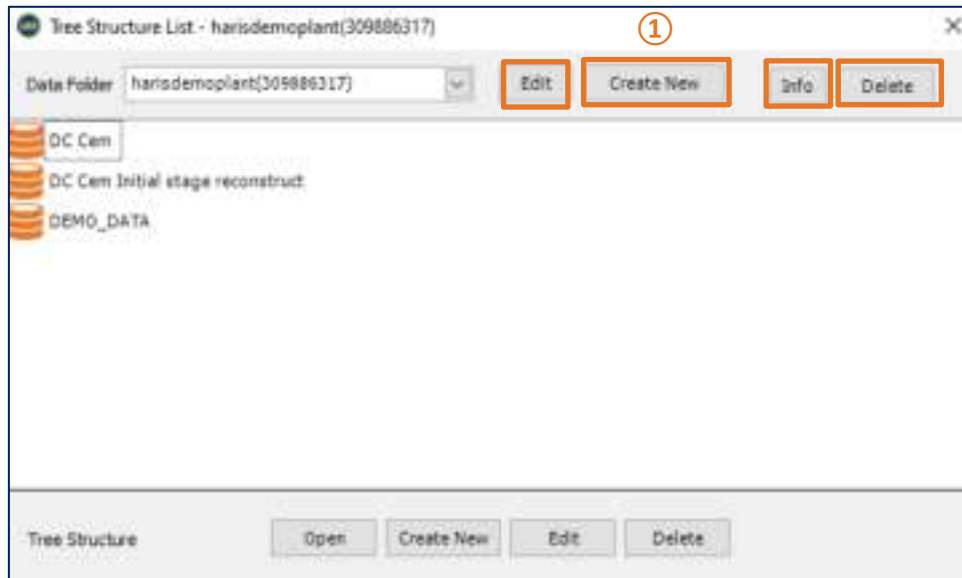 Tree Structure List - harisdemoplant(309886317)
①
Data Folder harisdemoplant(309886317) Edit Create New Info Delete
DC Cem
DC Cem Initial stage reconstruct
DEMO_DATA
Tree Structure Open Create New Edit Delete